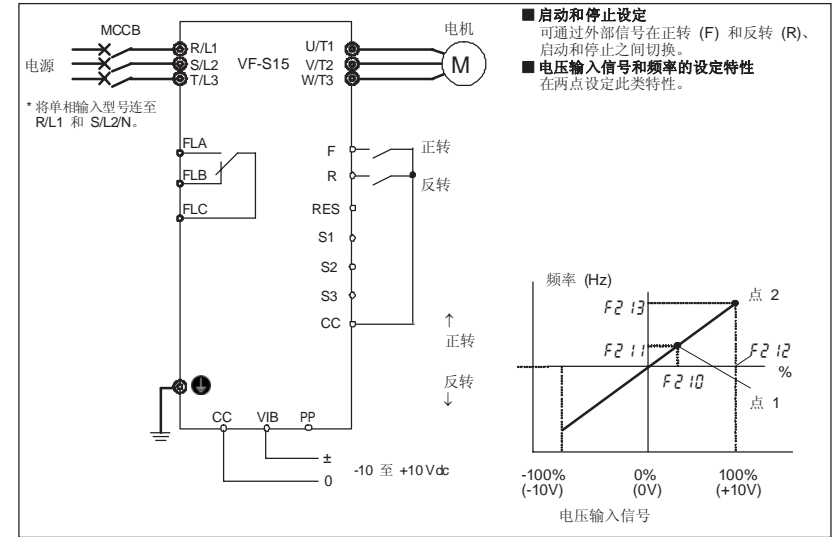 MCCB
电源
R/L1
S/L2
T/L3
VF-S15
U/T1
V/T2
W/T3
电机
M
* 将单相输入型号连至
R/L1 和 S/L2/N。
FLA
FLB
FLC
F
R
RES
S1
S2
S3
CC
正转
反转
↑
正转
反转
↓
CC
VIB
PP
±
0
-10 至 +10 Vdc
■ 启动和停止设定
可通过外部信号在正转 (F) 和反转 (R)、
启动和停止之间切换。
■ 电压输入信号和频率的设定特性
在两点设定此类特性。
频率 (Hz)
F213
点 2
F211
F212
%
F210
点 1
-100%
(-10V)
0%
(0V)
100%
(+10V)
电压输入信号